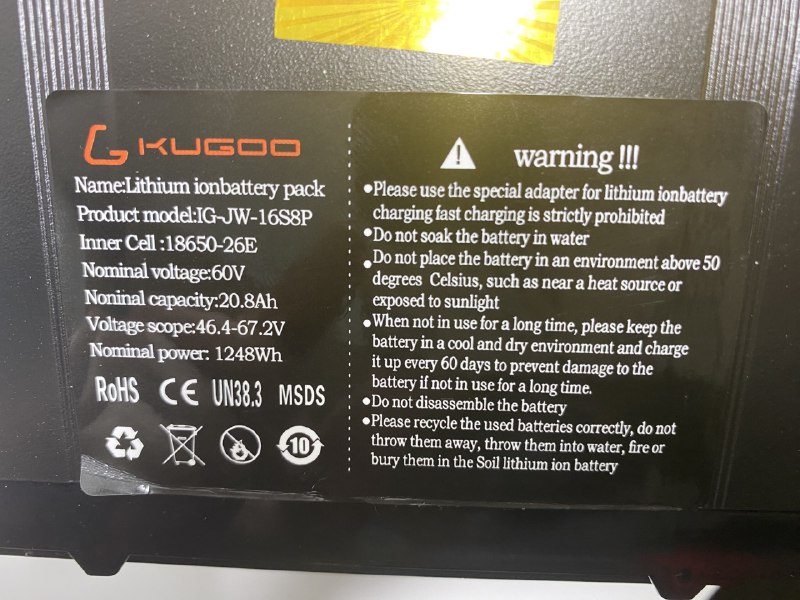 KUGOO
Name:Lithium ionbattery pack
Product model:IG-JW-16S8P
Inner Cell :18650-26E
Nominal voltage:60V
Noninal capacity:20.8Ah
Voltage scope:46.4-67.2V
Nominal power: 1248Wh
RoHS CE UN38.3 MSDS
10
warning !!!
●Please use the special adapter for lithium ionbattery
charging fast charging is strictly prohibited
●Do not soak the battery in water
●Do not place the battery in an environment above 50
degrees Celsius, such as near a heat source or
exposed to sunlight
●When not in use for a long time, please keep the
battery in a cool and dry environment and charge
it up every 60 days to prevent damage to the
battery if not in use for a long time.
●Do not disassemble the battery
●Please recycle the used batteries correctly, do not
throw them away, throw them into water, fire or
bury them in the Soil lithium ion battery